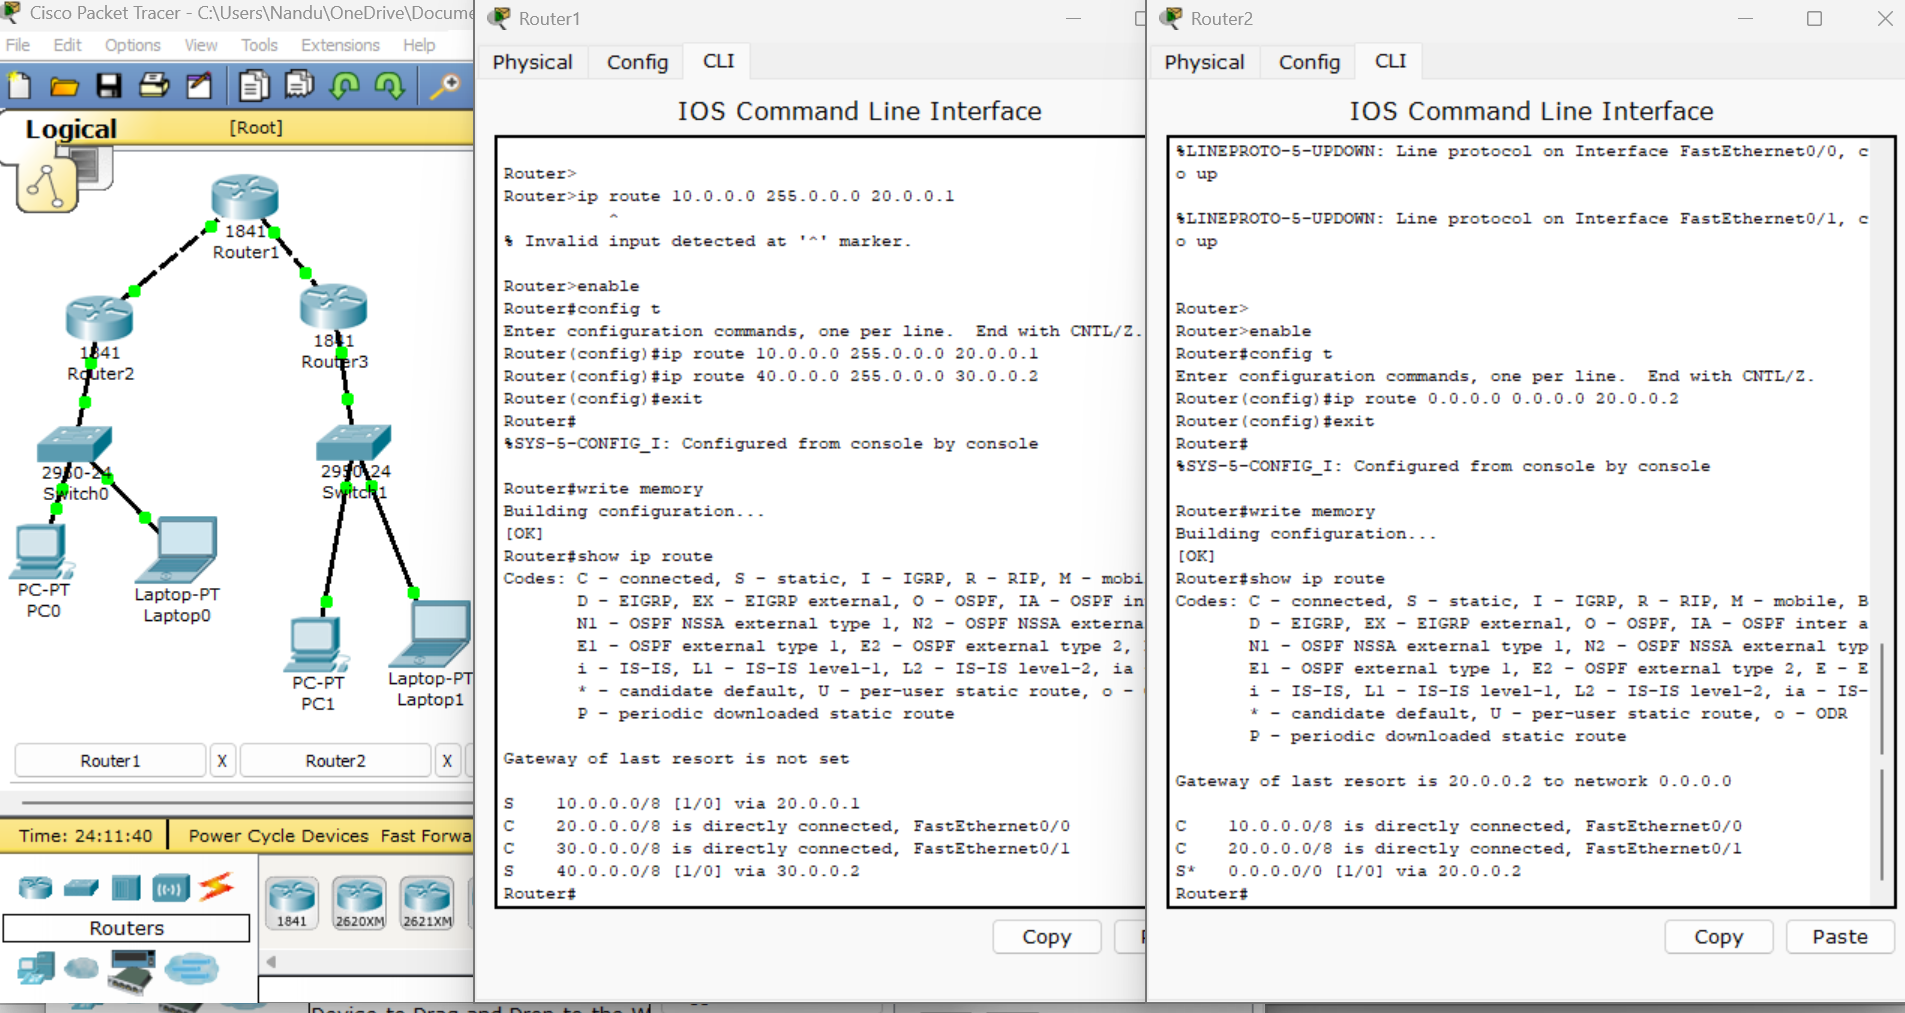 Cisco Packet Tracer - C:\Users\Nandu\OneDrive\Docume
File Edit Options View Tools Extensions Help
Logical
[Root]
1841
Router1
1841
Router2
1841
Router3
2950-24
Switch0
2950-24
Switch1
PC-PT
PC0
Laptop-PT
Laptop0
PC-PT
PC1
Laptop-PT
Laptop1
Router1 X Router2 X
Time: 24:11:40 Power Cycle Devices Fast Forwa
Routers
1841 2620XM 2621XM
Device to Drag and Drop to the W
Router1
Physical Config CLI
IOS Command Line Interface
Router>
Router>ip route 10.0.0.0 255.0.0.0 20.0.0.1
^
% Invalid input detected at '^' marker.
Router>enable
Router#config t
Enter configuration commands, one per line. End with CNTL/Z.
Router(config)#ip route 10.0.0.0 255.0.0.0 20.0.0.1
Router(config)#ip route 40.0.0.0 255.0.0.0 30.0.0.2
Router(config)#exit
Router#
%SYS-5-CONFIG_I: Configured from console by console
Router#write memory
Building configuration...
[OK]
Router#show ip route
Codes: C - connected, S - static, I - IGRP, R - RIP, M - mobi
D - EIGRP, EX - EIGRP external, O - OSPF, IA - OSPF in
N1 - OSPF NSSA external type 1, N2 - OSPF NSSA externa
E1 - OSPF external type 1, E2 - OSPF external type 2,
i - IS-IS, L1 - IS-IS level-1, L2 - IS-IS level-2, ia
* - candidate default, U - per-user static route, o -
P - periodic downloaded static route
Gateway of last resort is not set
S 10.0.0.0/8 [1/0] via 20.0.0.1
C 20.0.0.0/8 is directly connected, FastEthernet0/0
C 30.0.0.0/8 is directly connected, FastEthernet0/1
S 40.0.0.0/8 [1/0] via 30.0.0.2
Router#
Copy
Router2
Physical Config CLI
IOS Command Line Interface
%LINEPROTO-5-UPDOWN: Line protocol on Interface FastEthernet0/0, c
o up
%LINEPROTO-5-UPDOWN: Line protocol on Interface FastEthernet0/1, c
o up
Router>
Router>enable
Router#config t
Enter configuration commands, one per line. End with CNTL/Z.
Router(config)#ip route 0.0.0.0 0.0.0.0 20.0.0.2
Router(config)#exit
Router#
%SYS-5-CONFIG_I: Configured from console by console
Router#write memory
Building configuration...
[OK]
Router#show ip route
Codes: C - connected, S - static, I - IGRP, R - RIP, M - mobile, B
D - EIGRP, EX - EIGRP external, O - OSPF, IA - OSPF inter a
N1 - OSPF NSSA external type 1, N2 - OSPF NSSA external typ
E1 - OSPF external type 1, E2 - OSPF external type 2, E - E
i - IS-IS, L1 - IS-IS level-1, L2 - IS-IS level-2, ia - IS-
* - candidate default, U - per-user static route, o - ODR
P - periodic downloaded static route
Gateway of last resort is 20.0.0.2 to network 0.0.0.0
C 10.0.0.0/8 is directly connected, FastEthernet0/0
C 20.0.0.0/8 is directly connected, FastEthernet0/1
S* 0.0.0.0/0 [1/0] via 20.0.0.2
Router#
Copy Paste